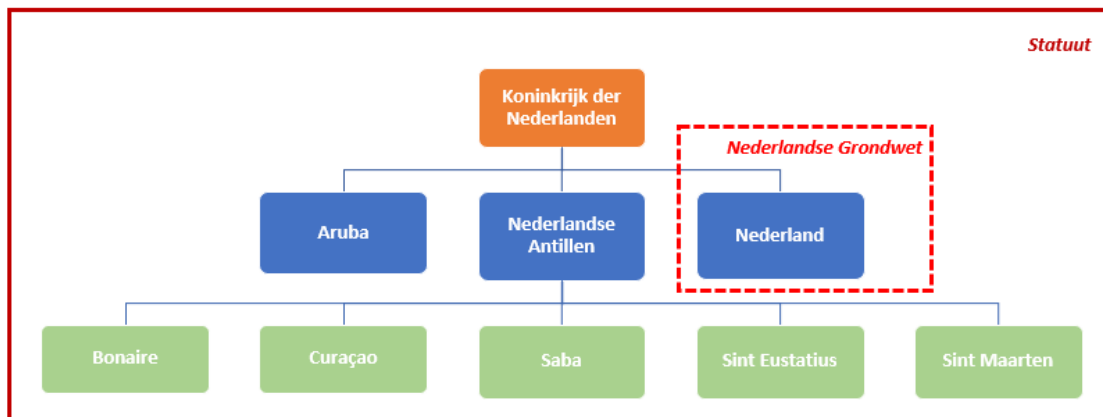 Statuut
Koninkrijk der
Nederlanden
Nederlandse Grondwet
Aruba
Nederlandse
Antillen
Nederland
Bonaire
Curaçao
Saba
Sint Eustatius
Sint Maarten